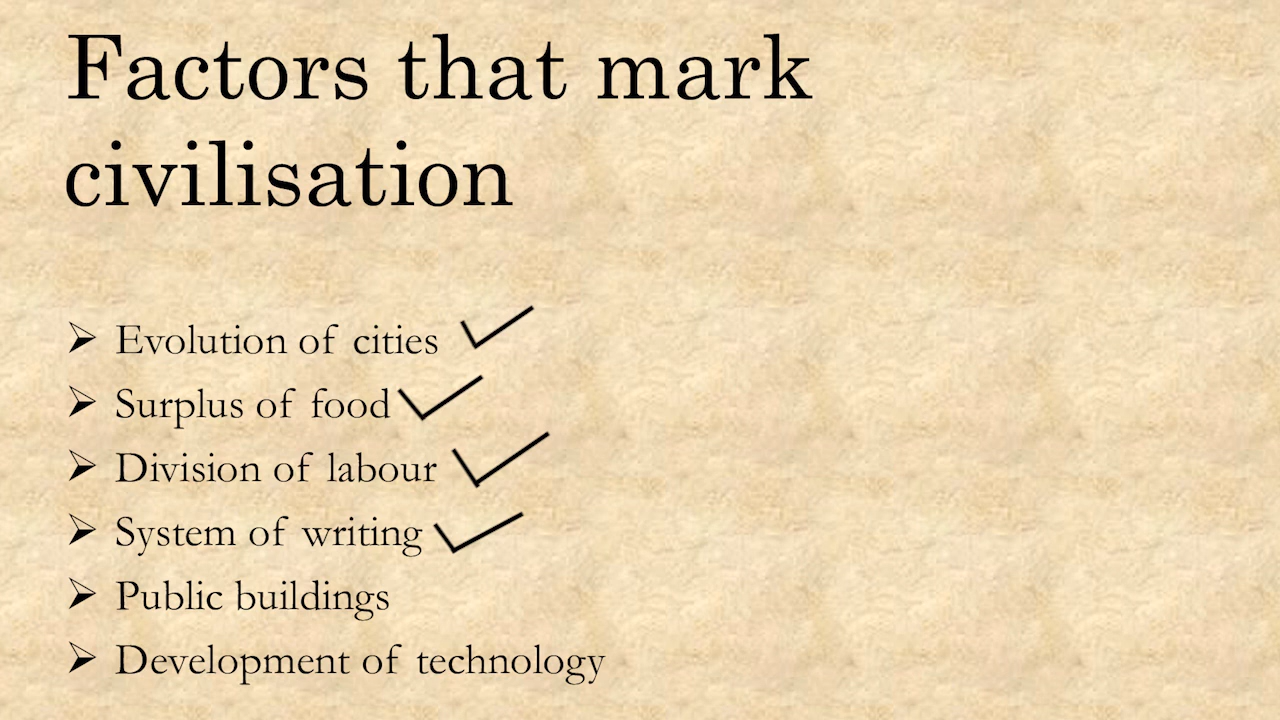 Factors that mark
civilisation
➢ Evolution of cities ✓
➢ Surplus of food ✓
➢ Division of labour ✓
➢ System of writing ✓
➢ Public buildings
➢ Development of technology